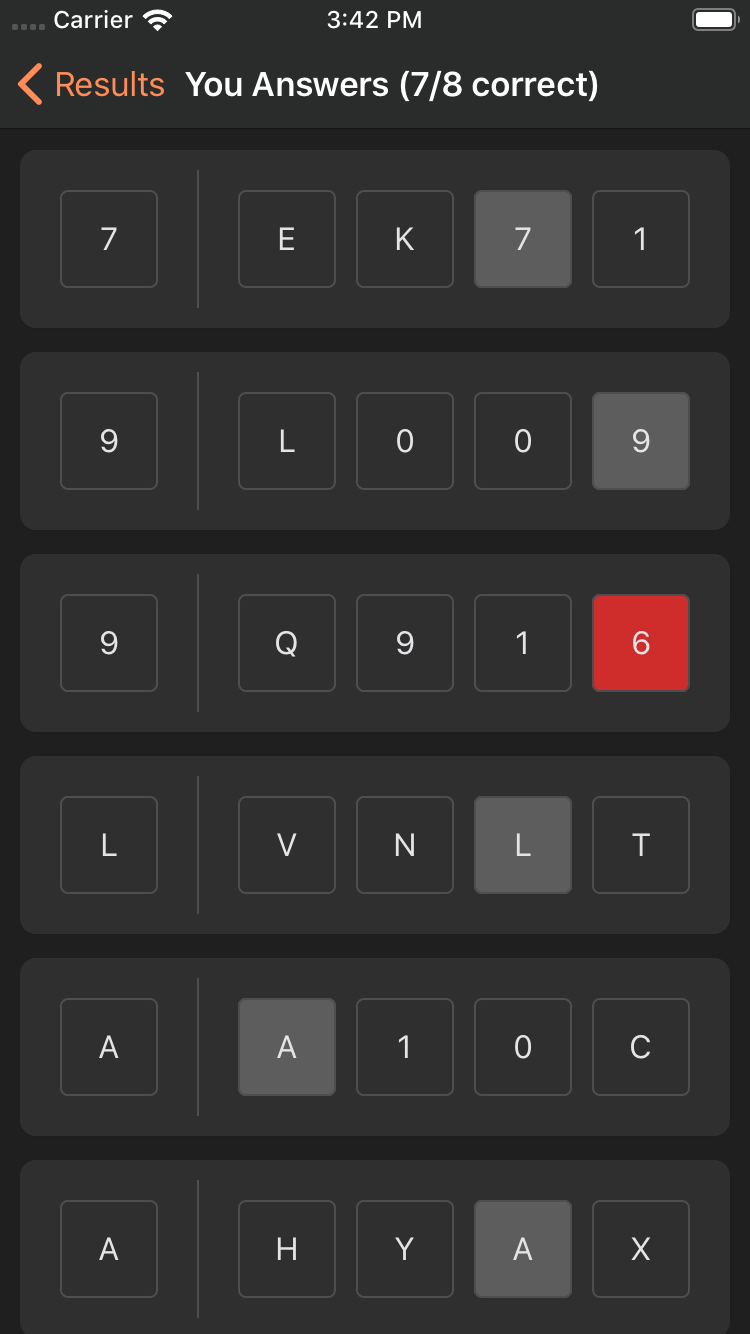 Carrier 3:42 PM
Results You Answers (7/8 correct)
7 E K 7 1
9 L 0 0 9
9 Q 9 1 6
L V N L T
A A 1 0 C
A H Y A X